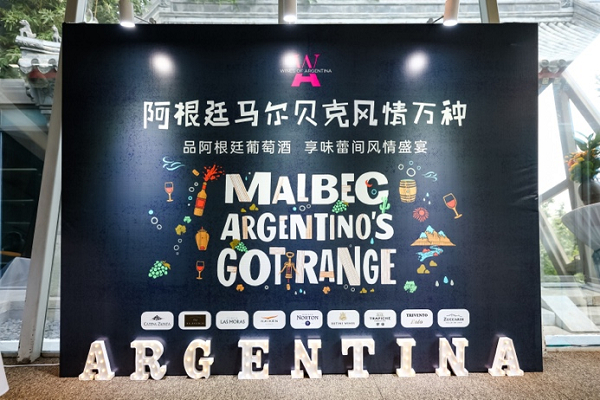 WINES OF ARGENTINA
阿根廷马尔贝克风情万种
品阿根廷葡萄酒 享味蕾间风情盛宴
MALBEC
ARGENTINO'S
GOT RANGE
LAS MORAS
NORTON
TRAPICHE
TRIVENTO
ARGENTINA